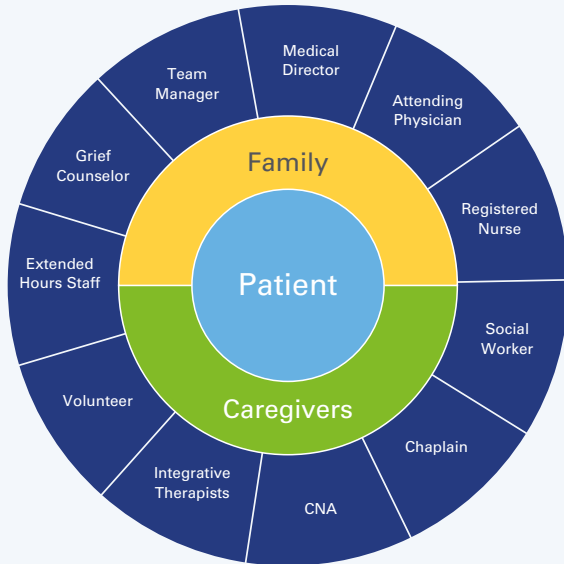 Medical
Director
Attending
Physician
Registered
Nurse
Social
Worker
Chaplain
CNA
Integrative
Therapists
Volunteer
Extended
Hours Staff
Grief
Counselor
Team
Manager
Family
Patient
Caregivers